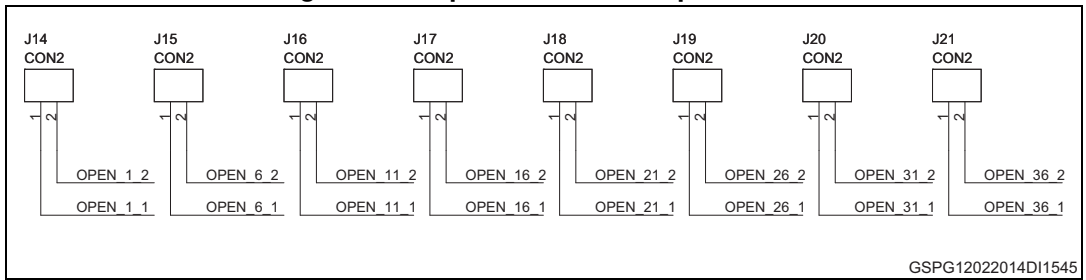 J14 J15 J16 J17 J18 J19 J20 J21
CON2 CON2 CON2 CON2 CON2 CON2 CON2 CON2
1 2 1 2 1 2 1 2 1 2 1 2 1 2 1 2
OPEN_1_2 OPEN_6_2 OPEN_11_2 OPEN_16_2 OPEN_21_2 OPEN_26_2 OPEN_31_2 OPEN_36_2
OPEN_1_1 OPEN_6_1 OPEN_11_1 OPEN_16_1 OPEN_21_1 OPEN_26_1 OPEN_31_1 OPEN_36_1
GSPG12022014DI1545